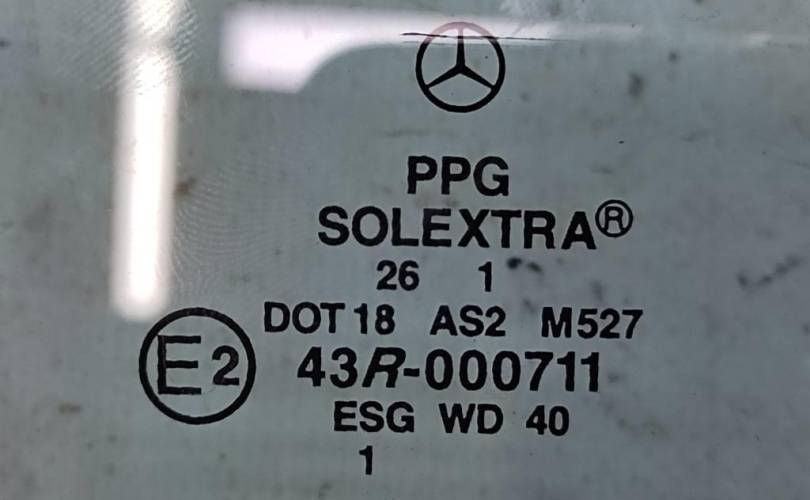 PPG
SOLEXTRA®
26 1
DOT 18 AS2 M527
E2 43R-000711
ESG WD 40
1